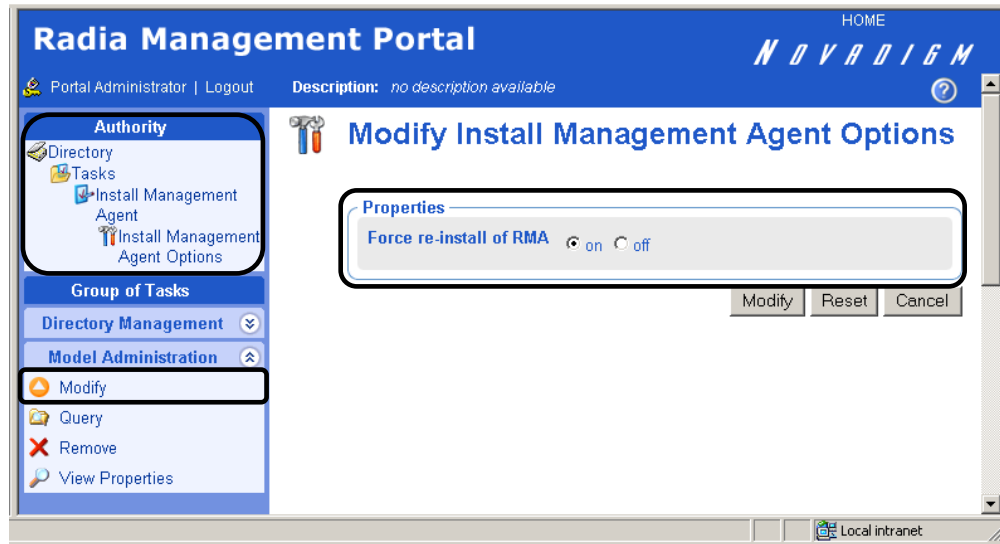 Radia Management Portal
HOME
NOVADIGM
Portal Administrator | Logout
Description: no description available
Authority
Directory
Tasks
Install Management
Agent
Install Management
Agent Options
Group of Tasks
Directory Management
Model Administration
Modify
Query
Remove
View Properties
Modify Install Management Agent Options
Properties
Force re-install of RMA on off
Modify Reset Cancel
Local intranet